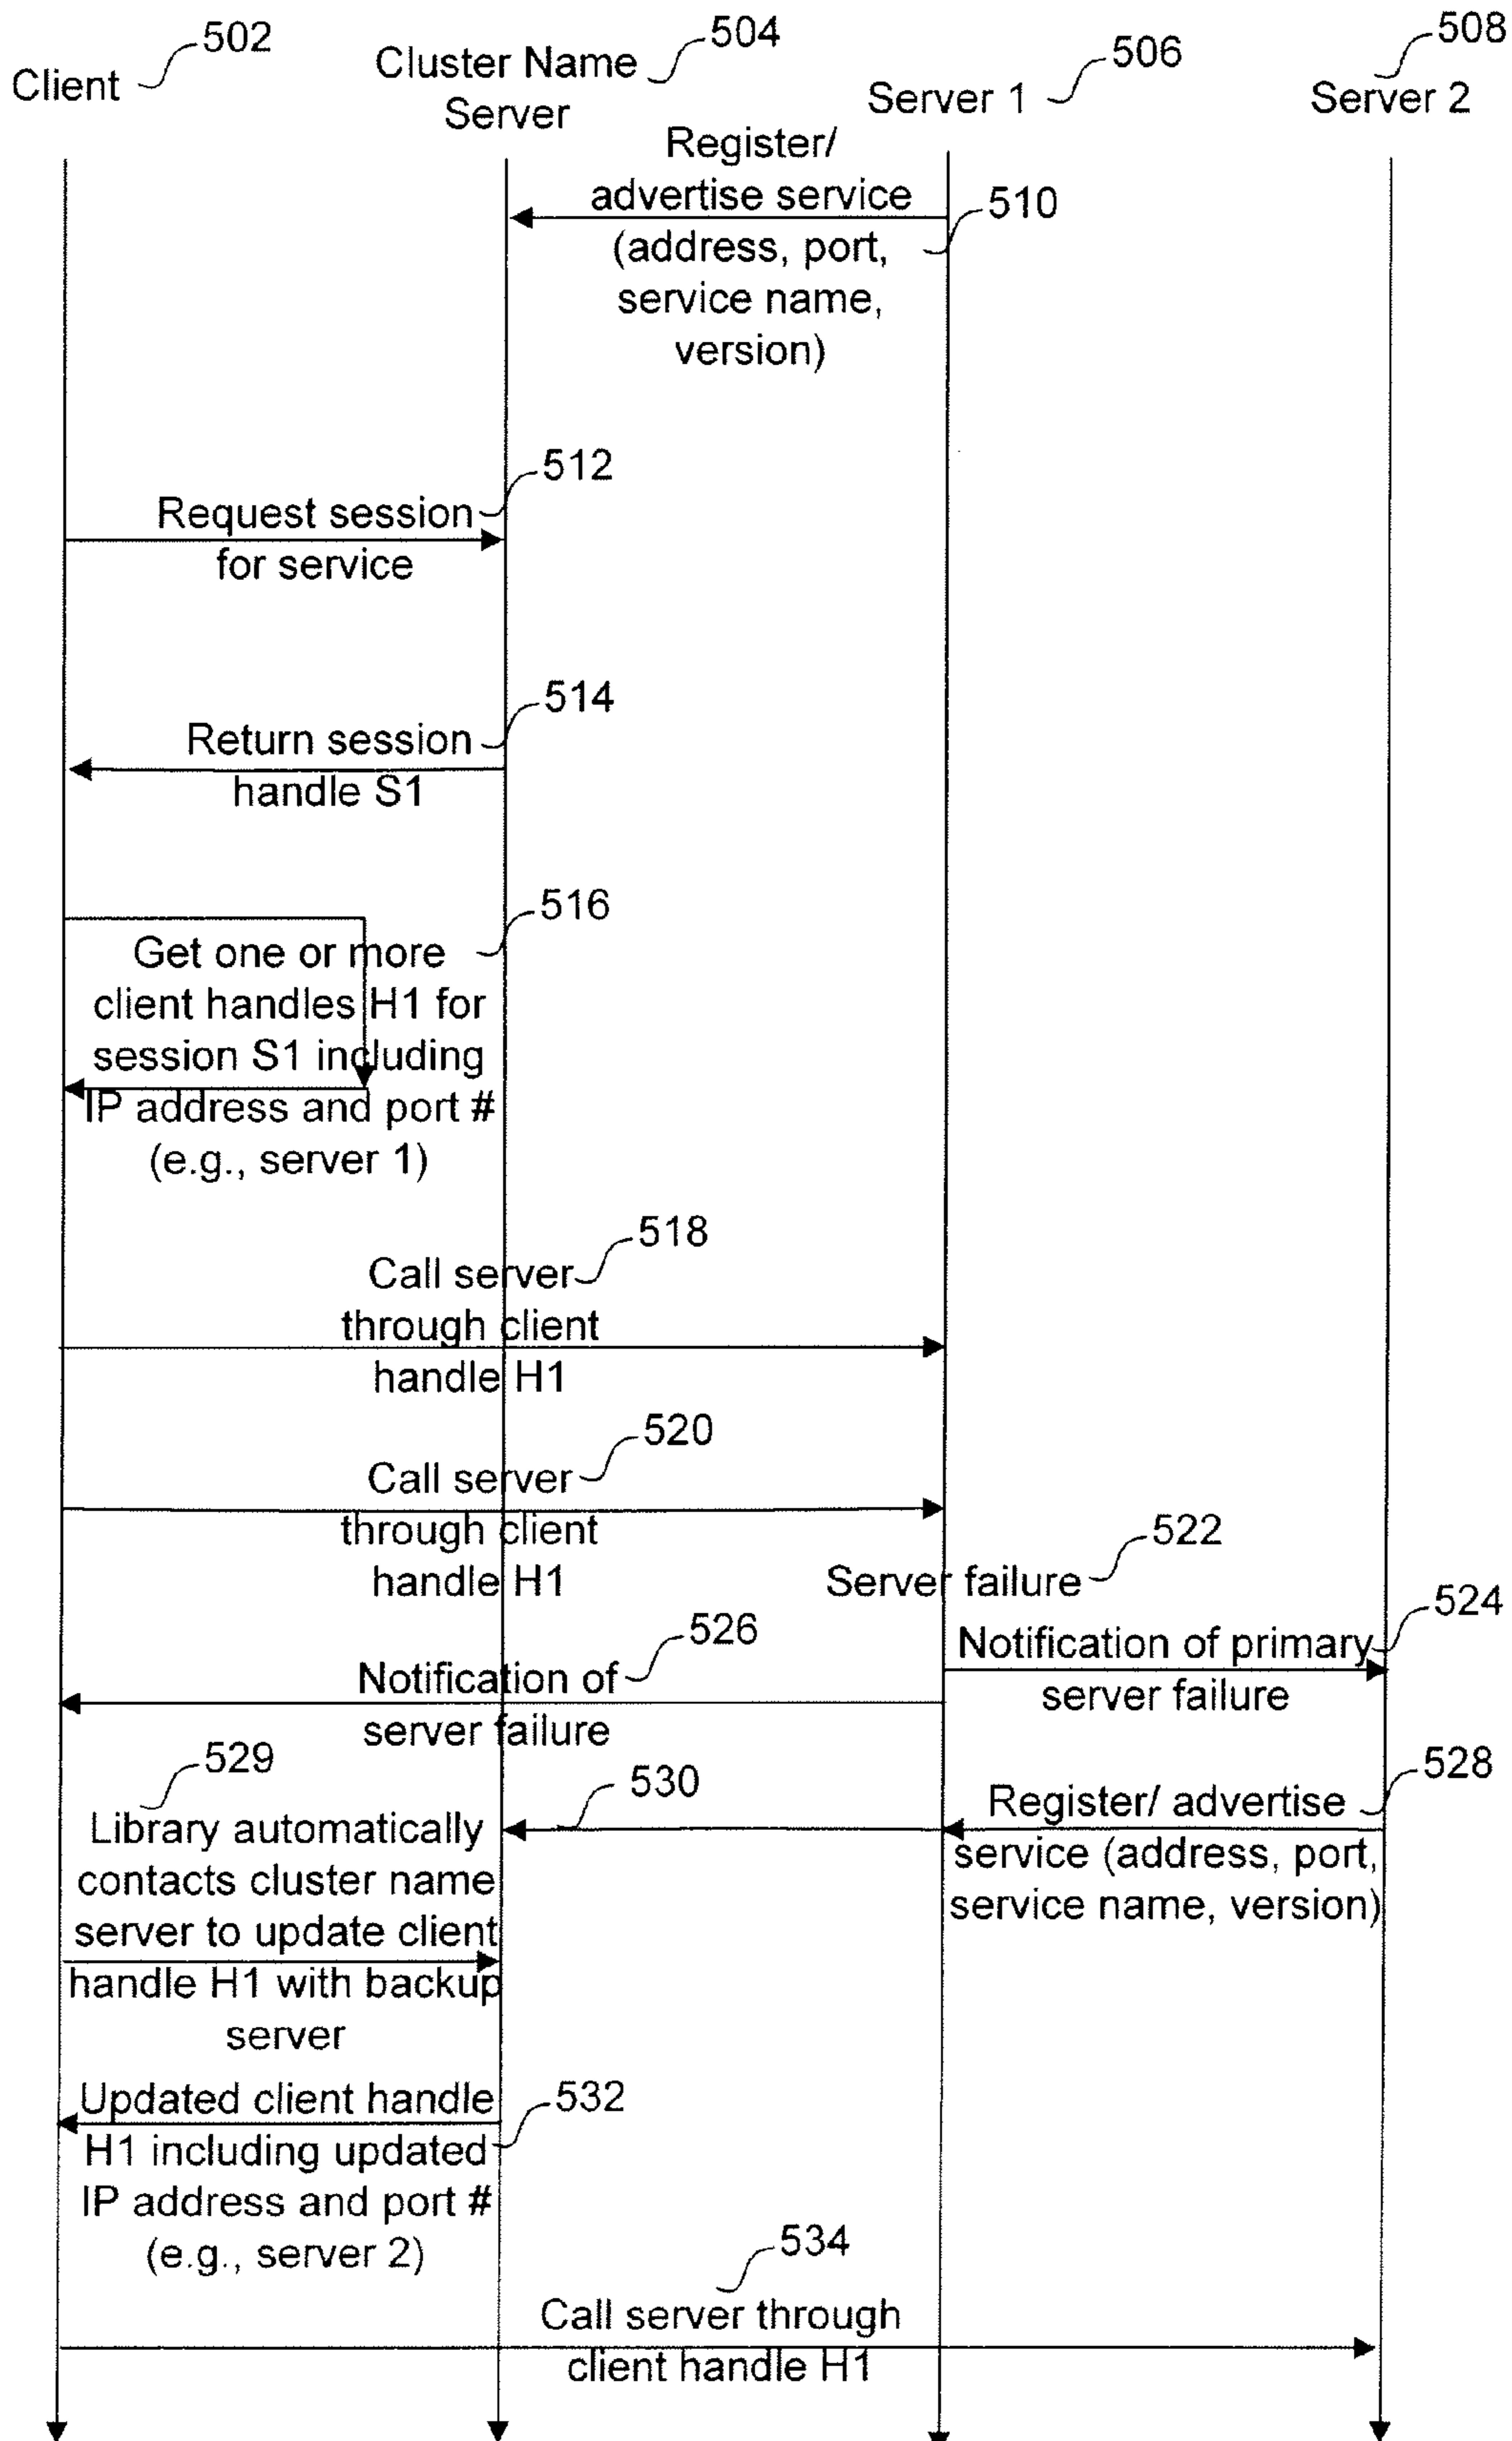 502
Client
Cluster Name
Server
504
Server 1
506
508
Server 2
Register/
advertise service
510
(address, port,
service name,
version)
512
Request session
for service
514
Return session
handle S1
516
Get one or more
client handles H1 for
session S1 including
IP address and port #
(e.g., server 1)
518
Call server
through client
handle H1
520
Call server
through client
handle H1
522
Server failure
524
Notification of primary
server failure
526
Notification of
server failure
528
Register/ advertise
service (address, port,
service name, version)
530
529
Library automatically
contacts cluster name
server to update client
handle H1 with backup
server
Updated client handle
532
H1 including updated
IP address and port #
(e.g., server 2)
534
Call server through
client handle H1